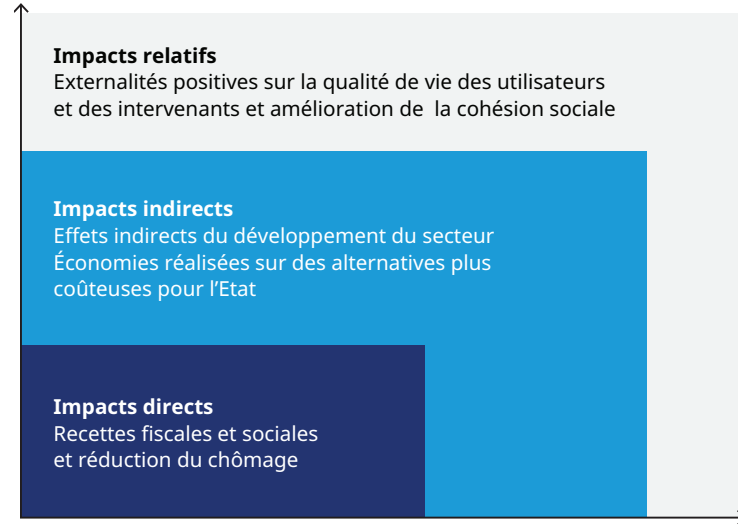 Impacts relatifs
Externalités positives sur la qualité de vie des utilisateurs
et des intervenants et amélioration de la cohésion sociale
Impacts indirects
Effets indirects du développement du secteur
Économies réalisées sur des alternatives plus
coûteuses pour l’Etat
Impacts directs
Recettes fiscales et sociales
et réduction du chômage